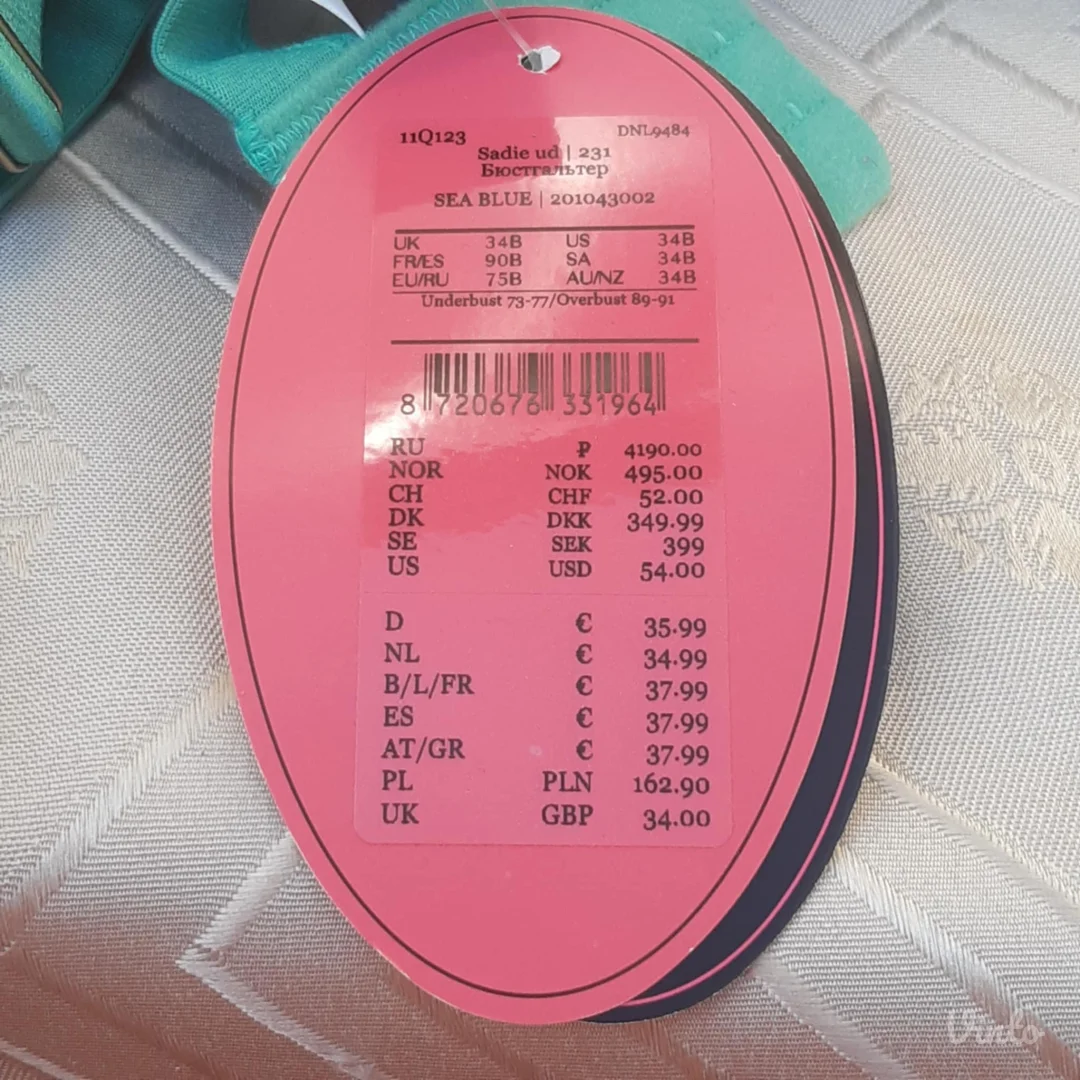 11Q123 DNL9484
Sadie ud | 231
Бюстгальтер
SEA BLUE | 201043002
UK 34B US 34B
FR/ES 90B SA 34B
EU/RU 75B AU/NZ 34B
Underbust 73-77/Overbust 89-91
8 720676 331964
RU ₽ 4190.00
NOR NOK 495.00
CH CHF 52.00
DK DKK 349.99
SE SEK 399
US USD 54.00
D € 35.99
NL € 34.99
B/L/FR € 37.99
ES € 37.99
AT/GR € 37.99
PL PLN 162.90
UK GBP 34.00